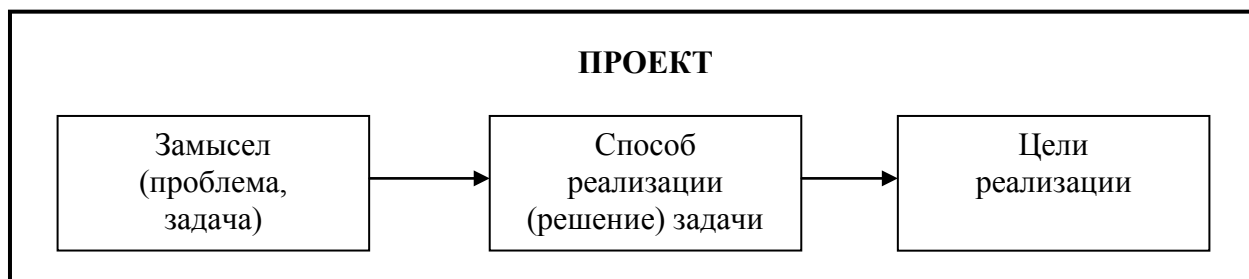 ПРОЕКТ
Замысел
(проблема,
задача)
Способ
реализации
(решение) задачи
Цели
реализации